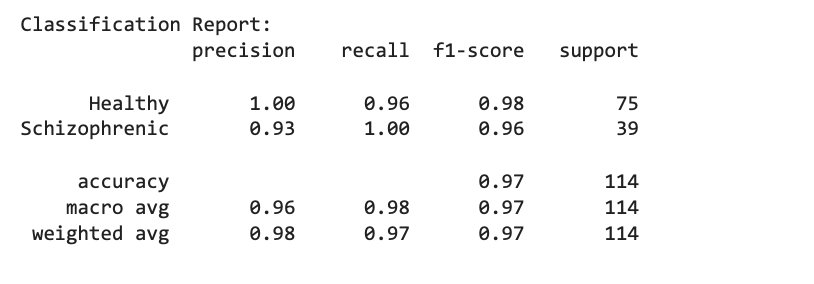 Classification Report:
precision recall f1-score support
Healthy 1.00 0.96 0.98 75
Schizophrenic 0.93 1.00 0.96 39
accuracy 0.97 114
macro avg 0.96 0.98 0.97 114
weighted avg 0.98 0.97 0.97 114